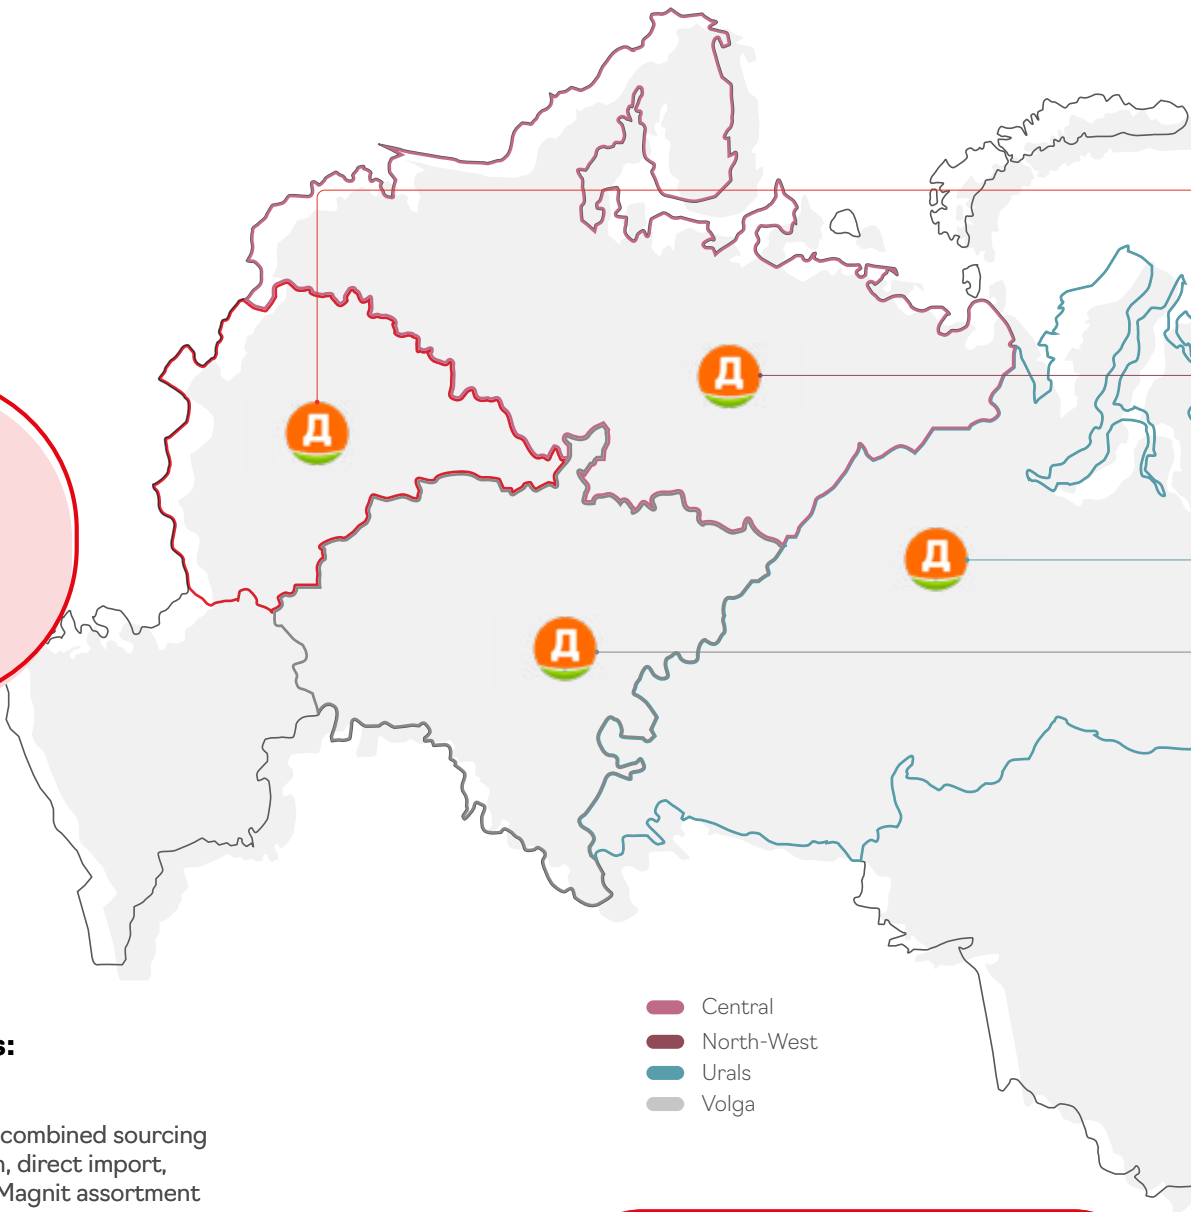 Д
Д
Д
Д
Central
North-West
Urals
Volga
s:
combined sourcing
n, direct import,
Magnit assortment